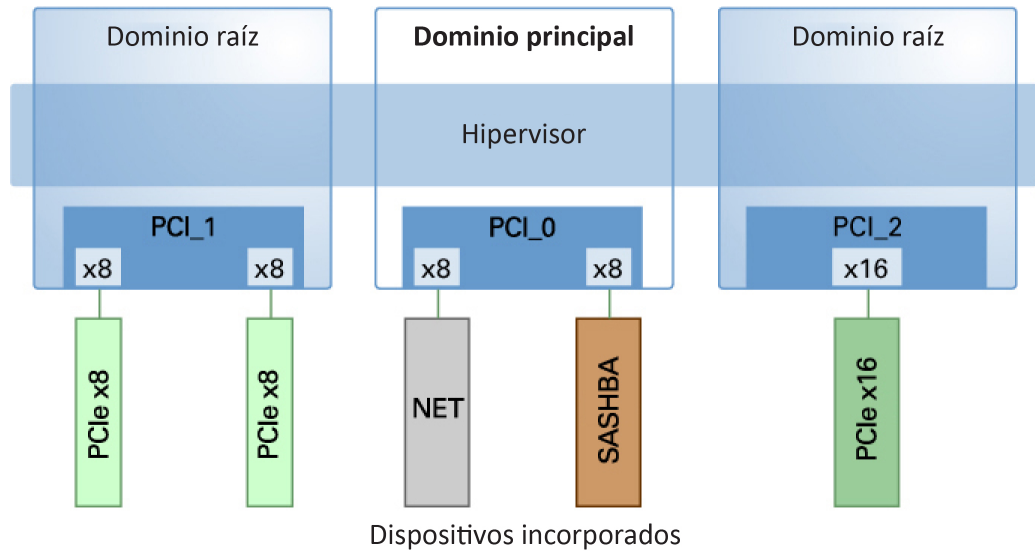 Dominio raíz
Dominio principal
Dominio raíz
Hipervisor
PCI_1
PCI_0
PCI_2
x8
x8
x8
x8
x16
PCIe x8
PCIe x8
NET
SASHBA
PCIe x16
Dispositivos incorporados